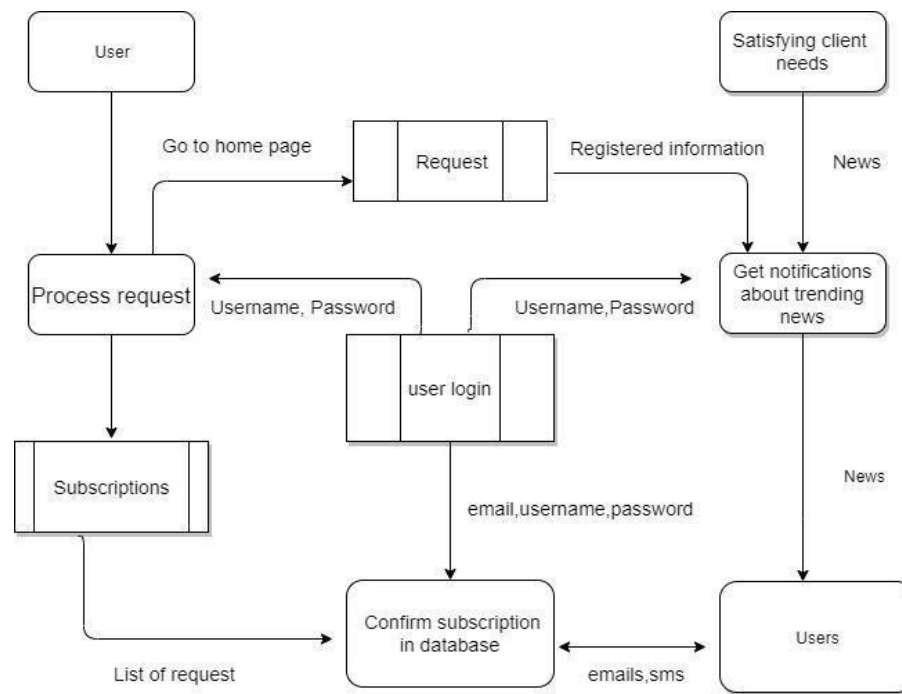 User
Satisfying client
needs
Go to home page
Request
Registered information
News
Process request
Get notifications
about trending
news
Username, Password
Username,Password
user login
Subscriptions
News
email,username,password
Confirm subscription
in database
Users
List of request
emails,sms